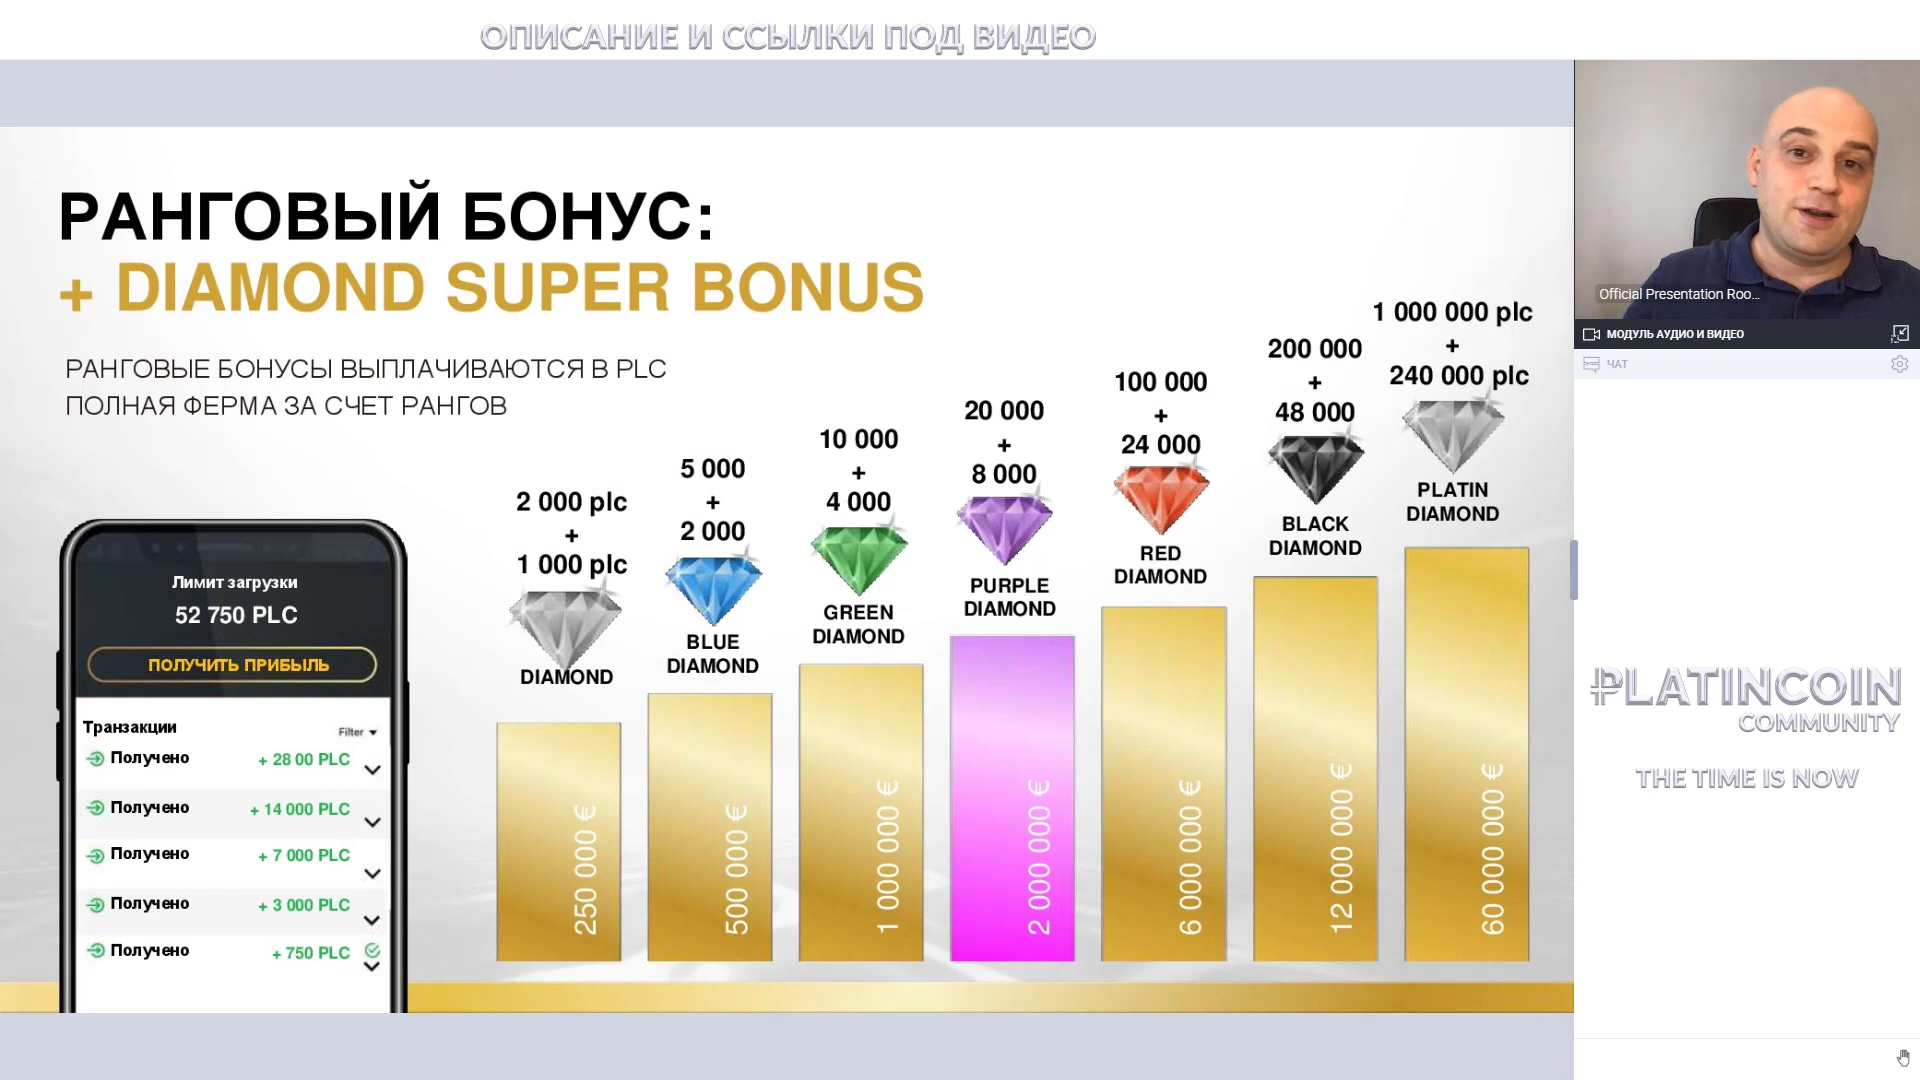 ОПИСАНИЕ И ССЫЛКИ ПОД ВИДЕО
РАНГОВЫЙ БОНУС:
+ DIAMOND SUPER BONUS
РАНГОВЫЕ БОНУСЫ ВЫПЛАЧИВАЮТСЯ В PLC
ПОЛНАЯ ФЕРМА ЗА СЧЕТ РАНГОВ
Лимит загрузки
52 750 PLC
ПОЛУЧИТЬ ПРИБЫЛЬ
Транзакции
Filter
Получено + 28 00 PLC
Получено + 14 000 PLC
Получено + 7 000 PLC
Получено + 3 000 PLC
Получено + 750 PLC
2 000 plc
+
1 000 plc
DIAMOND
250 000 €
5 000
+
2 000
BLUE
DIAMOND
500 000 €
10 000
+
4 000
GREEN
DIAMOND
1 000 000 €
20 000
+
8 000
PURPLE
DIAMOND
2 000 000 €
100 000
+
24 000
RED
DIAMOND
6 000 000 €
200 000
+
48 000
BLACK
DIAMOND
12 000 000 €
1 000 000 plc
+
240 000 plc
PLATIN
DIAMOND
60 000 000 €
Official Presentation Roo...
МОДУЛЬ АУДИО И ВИДЕО
ЧАТ
PLATINCOIN
COMMUNITY
THE TIME IS NOW